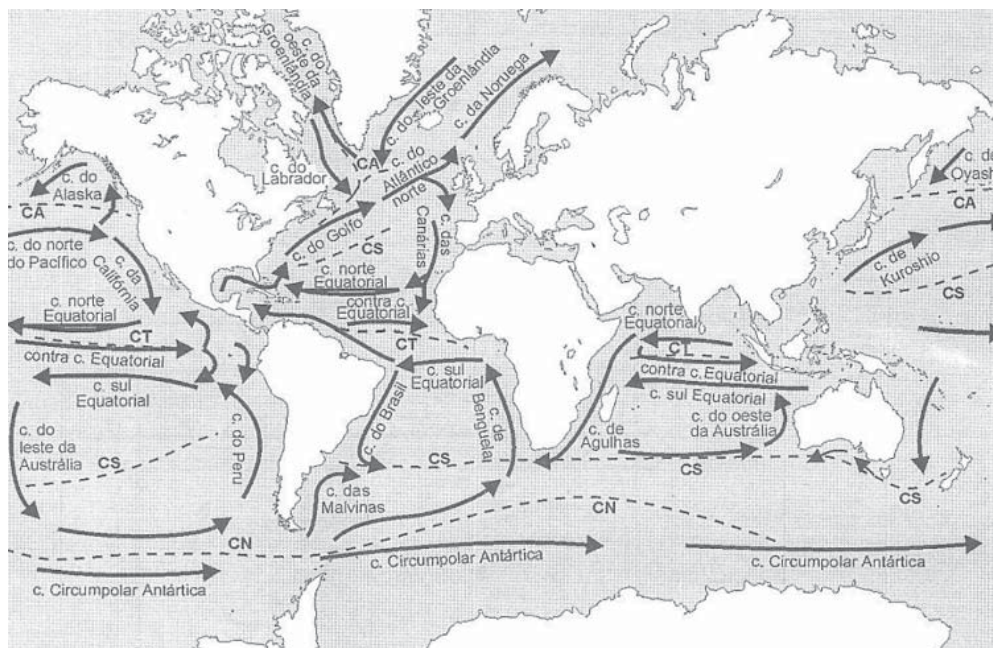 c. do
oeste da
Groenlândia
c. do leste da
Groenlândia
c. da Noruega
c. do
Labrador
CA
c. do
Atlântico
norte
c. do
Alaska
CA
c. do norte
do Pacífico
c. da
Califórnia
c. do Golfo
CS
c. das
Canárias
c. do
Oyash
CA
c. de
Kuroshio
CS
c. norte
Equatorial
CT
contra c. Equatorial
c. sul
Equatorial
c. norte
Equatorial
contra c.
Equatorial
CT
c. sul
Equatorial
c. norte
Equatorial
CT
contra c. Equatorial
c. sul Equatorial
c. do oeste
da Austrália
c. do
leste da
Austrália
CS
c. do Peru
c. do Brasil
CS
c. de
Benguela
c. de
Agulhas
CS
CS
c. das
Malvinas
CN
CN
c. Circumpolar Antártica
c. Circumpolar Antártica
c. Circumpolar Antártica